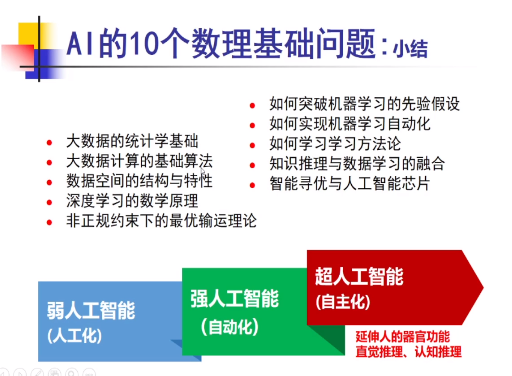 AI的10个数理基础问题:小结
大数据的统计学基础
大数据计算的基础算法
数据空间的结构与特性
深度学习的数学原理
非正规约束下的最优输运理论
如何突破机器学习的先验假设
如何实现机器学习自动化
如何学习学习方法论
知识推理与数据学习的融合
智能寻优与人工智能芯片
弱人工智能
(人工化)
强人工智能
（自动化)
超人工智能
(自主化)
延伸人的器官功能
直觉推理、认知推理